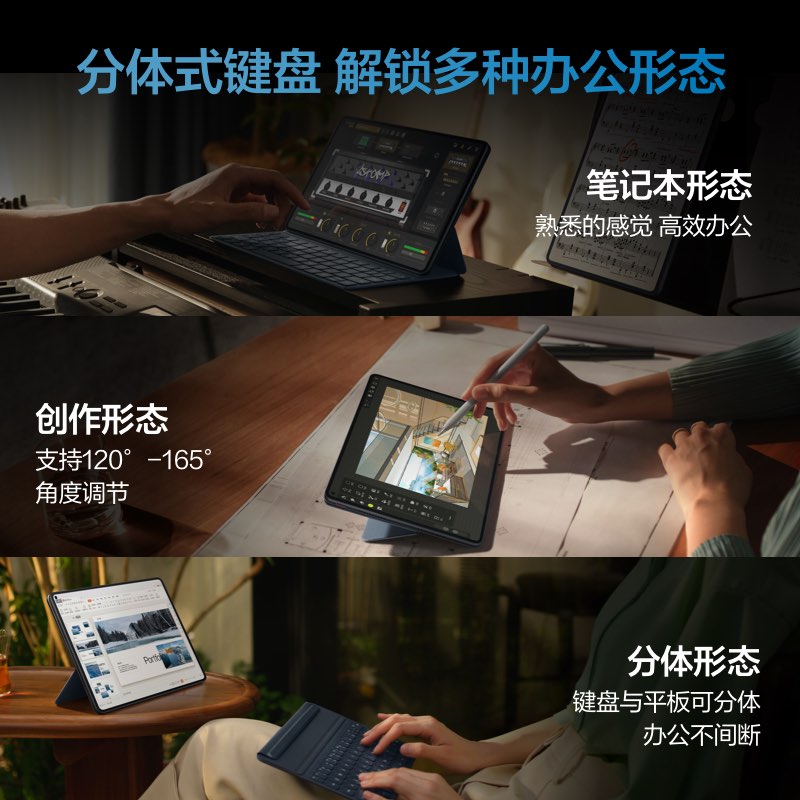 分体式键盘 解锁多种办公形态
笔记本形态
熟悉的感觉 高效办公
创作形态
支持120°-165°
角度调节
Portfo
分体形态
键盘与平板可分体
办公不间断